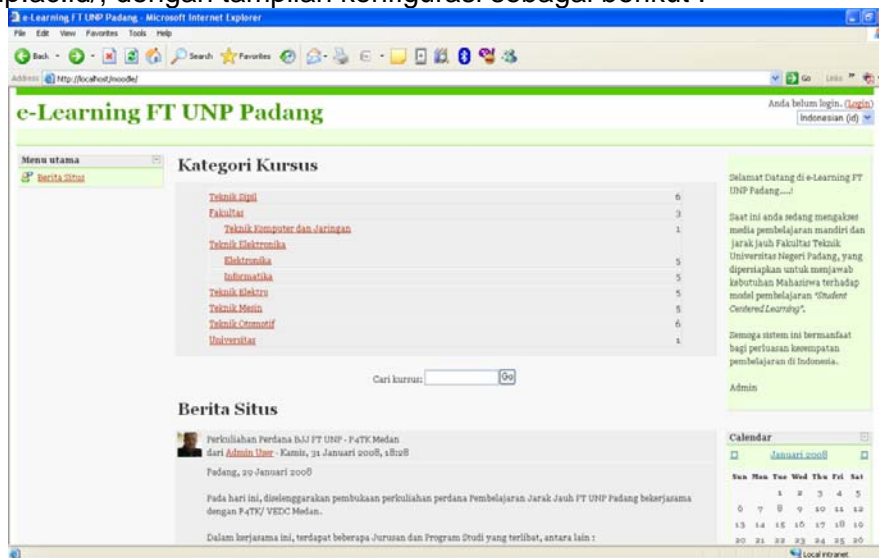 p.ac.id/, dengan tampilan konfigurasi sebagai berikut :
e-Learning FT UNP Padang - Microsoft Internet Explorer
File Edit View Favorites Tools Help
Back Search Favorites
Address http://localhost/moodle/ Go Links
e-Learning FT UNP Padang
Anda belum login. (Login)
Indonesian (id)
Menu utama
Berita Situs
Kategori Kursus
Teknik Sipil 6
Fakultas 3
Teknik Komputer dan Jaringan 1
Teknik Elektronika
Elektronika 5
Informatika 5
Teknik Elektro 5
Teknik Mesin 5
Teknik Otomotif 6
Universitas 1
Cari kursus: Go
Berita Situs
Perkuliahan Perdana BJJ FT UNP - P4TK Medan
dari Admin User - Kamis, 31 Januari 2008, 18:28
Padang, 29 Januari 2008
Pada hari ini, diselenggarakan pembukaan perkuliahan perdana Pembelajaran Jarak Jauh FT UNP Padang bekerjasama
dengan P4TK/ VEDC Medan.
Dalam kerjasama ini, terdapat beberapa Jurusan dan Program Studi yang terlibat, antara lain :
Selamat Datang di e-Learning FT
UNP Padang....!
Saat ini anda sedang mengakses
media pembelajaran mandiri dan
jarak jauh Fakultas Teknik
Universitas Negeri Padang, yang
dipersiapkan untuk menjawab
kebutuhan Mahasiswa terhadap
model pembelajaran "Student
Centered Learning".
Semoga sistem ini bermanfaat
bagi perluasan kesempatan
pembelajaran di Indonesia.
Admin
Calendar
Januari 2008
Sun Mon Tue Wed Thu Fri Sat
1 2 3 4 5
6 7 8 9 10 11 12
13 14 15 16 17 18 19
20 21 22 23 24 25 26
Local intranet